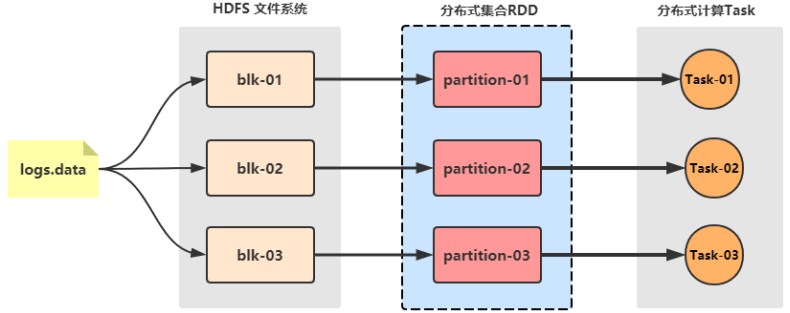 HDFS 文件系统
分布式集合RDD
分布式计算Task
logs.data
blk-01
partition-01
Task-01
blk-02
partition-02
Task-02
blk-03
partition-03
Task-03